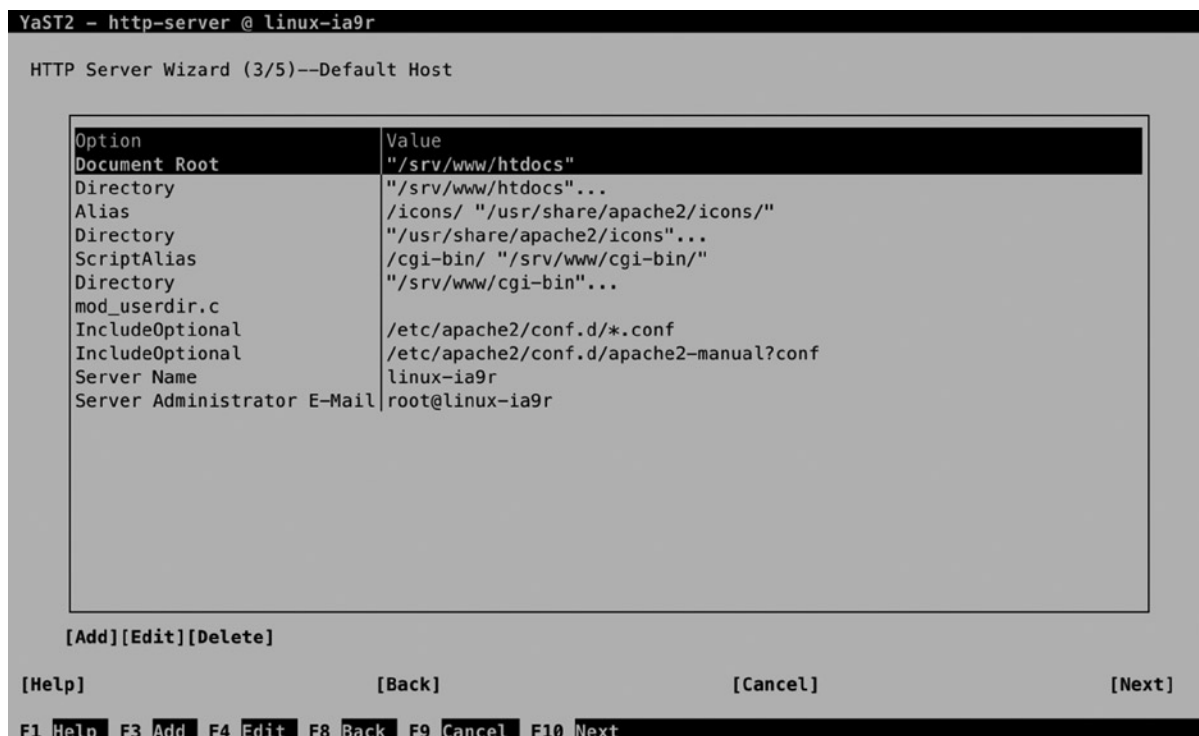 YaST2 - http-server @ linux-ia9r
HTTP Server Wizard (3/5)--Default Host
Option Value
Document Root "/srv/www/htdocs"
Directory "/srv/www/htdocs"...
Alias /icons/ "/usr/share/apache2/icons/"
Directory "/usr/share/apache2/icons"...
ScriptAlias /cgi-bin/ "/srv/www/cgi-bin/"
Directory "/srv/www/cgi-bin"...
mod_userdir.c
IncludeOptional /etc/apache2/conf.d/*.conf
IncludeOptional /etc/apache2/conf.d/apache2-manual?conf
Server Name linux-ia9r
Server Administrator E-Mail root@linux-ia9r
[Add][Edit][Delete]
[Help] [Back] [Cancel] [Next]
F1 Help F3 Add F4 Edit F8 Back F9 Cancel F10 Next